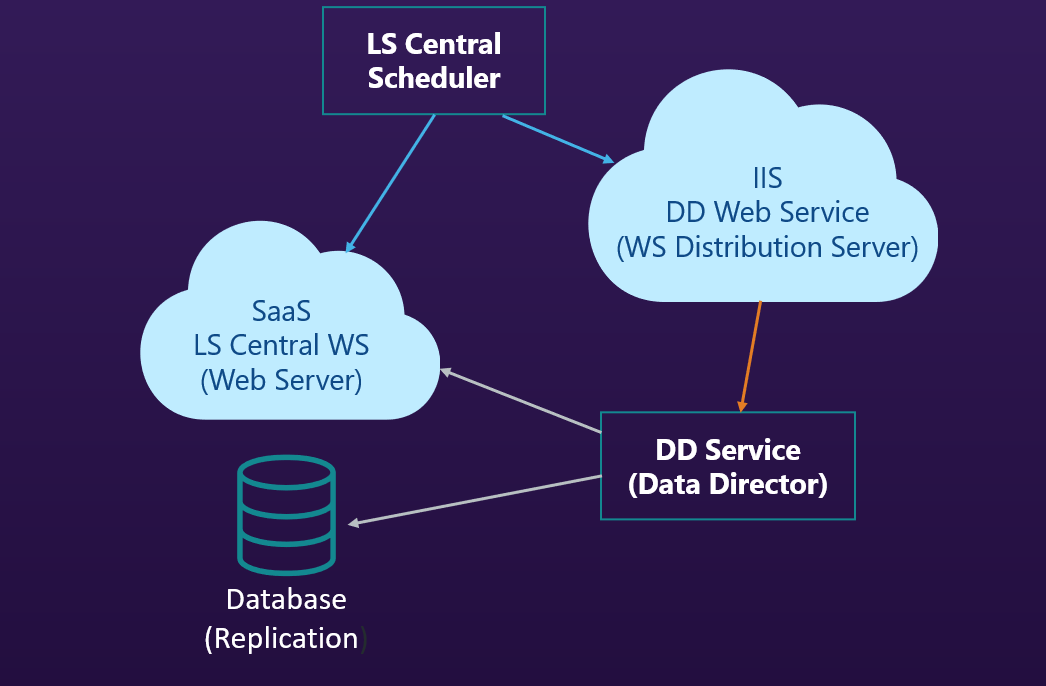 LS Central
Scheduler
IIS
DD Web Service
(WS Distribution Server)
SaaS
LS Central WS
(Web Server)
DD Service
(Data Director)
Database
(Replication)